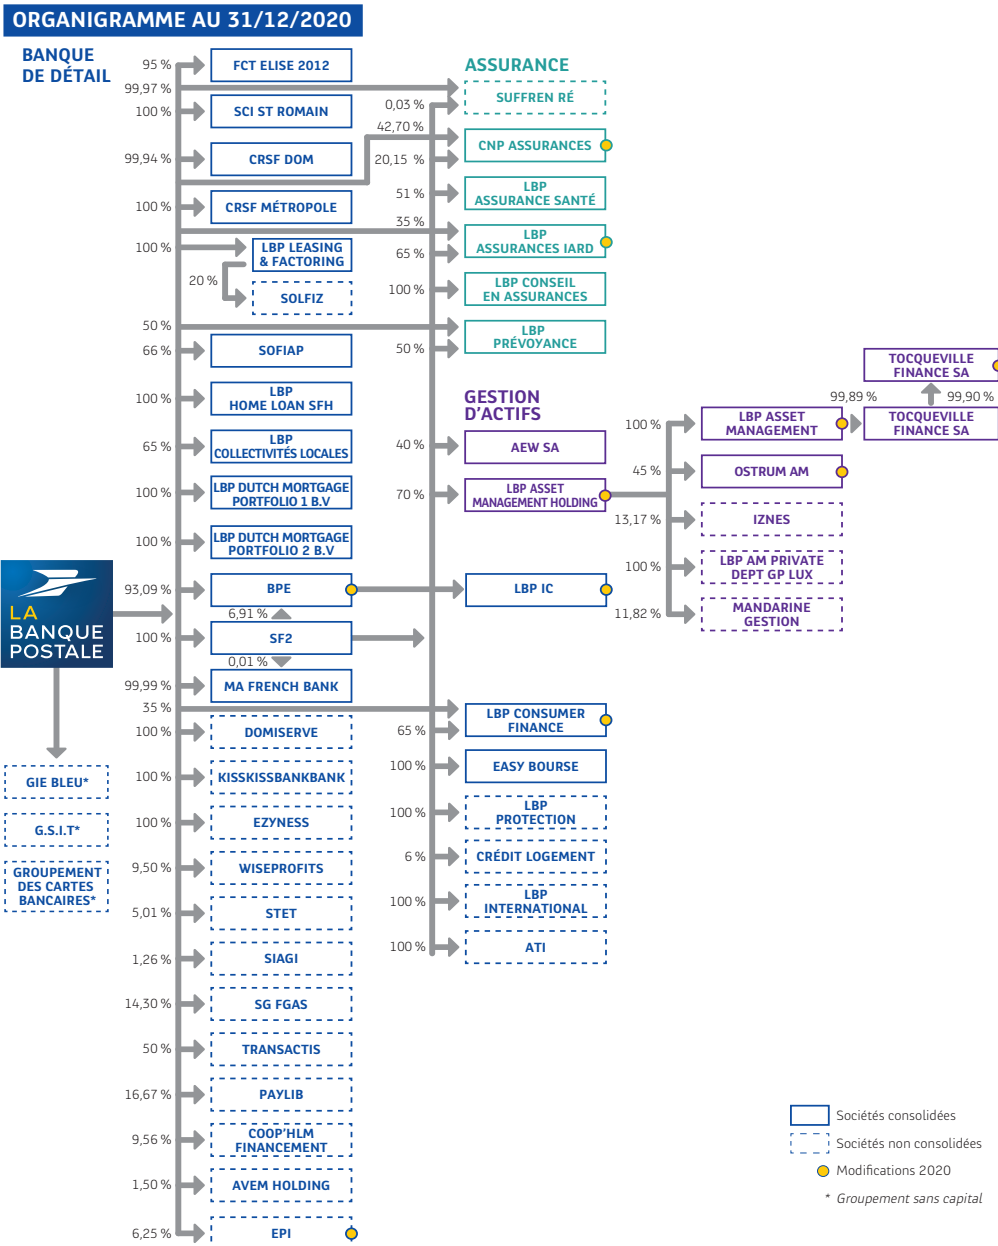 ORGANIGRAMME AU 31/12/2020
BANQUE
DE DÉTAIL
95 %
FCT ELISE 2012
99,97 %
100 %
SCI ST ROMAIN
99,94 %
CRSF DOM
100 %
CRSF MÉTROPOLE
100 %
LBP LEASING
& FACTORING
20 %
SOLFIZ
50 %
66 %
SOFIAP
100 %
LBP
HOME LOAN SFH
65 %
LBP
COLLECTIVITÉS LOCALES
100 %
LBP DUTCH MORTGAGE
PORTFOLIO 1 B.V
100 %
LBP DUTCH MORTGAGE
PORTFOLIO 2 B.V
93,09 %
BPE
6,91 %
100 %
SF2
0,01 %
99,99 %
MA FRENCH BANK
35 %
100 %
DOMISERVE
100 %
KISSKISSBANKBANK
100 %
EZYNESS
9,50 %
WISEPROFITS
5,01 %
STET
1,26 %
SIAGI
14,30 %
SG FGAS
50 %
TRANSACTIS
16,67 %
PAYLIB
9,56 %
COOP'HLM
FINANCEMENT
1,50 %
AVEM HOLDING
6,25 %
EPI
LA
BANQUE
POSTALE
GIE BLEU*
G.S.I.T*
GROUPEMENT
DES CARTES
BANCAIRES*
ASSURANCE
0,03 %
SUFFREN RÉ
42,70 %
CNP ASSURANCES
20,15 %
51 %
LBP
ASSURANCE SANTÉ
35 %
LBP
ASSURANCES IARD
65 %
100 %
LBP CONSEIL
EN ASSURANCES
LBP
PRÉVOYANCE
50 %
GESTION
D'ACTIFS
40 %
AEW SA
70 %
LBP ASSET
MANAGEMENT HOLDING
LBP IC
LBP CONSUMER
FINANCE
65 %
100 %
EASY BOURSE
100 %
LBP
PROTECTION
6 %
CRÉDIT LOGEMENT
100 %
LBP
INTERNATIONAL
100 %
ATI
TOCQUEVILLE
FINANCE SA
99,89 %
99,90 %
100 %
LBP ASSET
MANAGEMENT
TOCQUEVILLE
FINANCE SA
45 %
OSTRUM AM
13,17 %
IZNES
100 %
LBP AM PRIVATE
DEPT GP LUX
11,82 %
MANDARINE
GESTION
Sociétés consolidées
Sociétés non consolidées
Modifications 2020
* Groupement sans capital